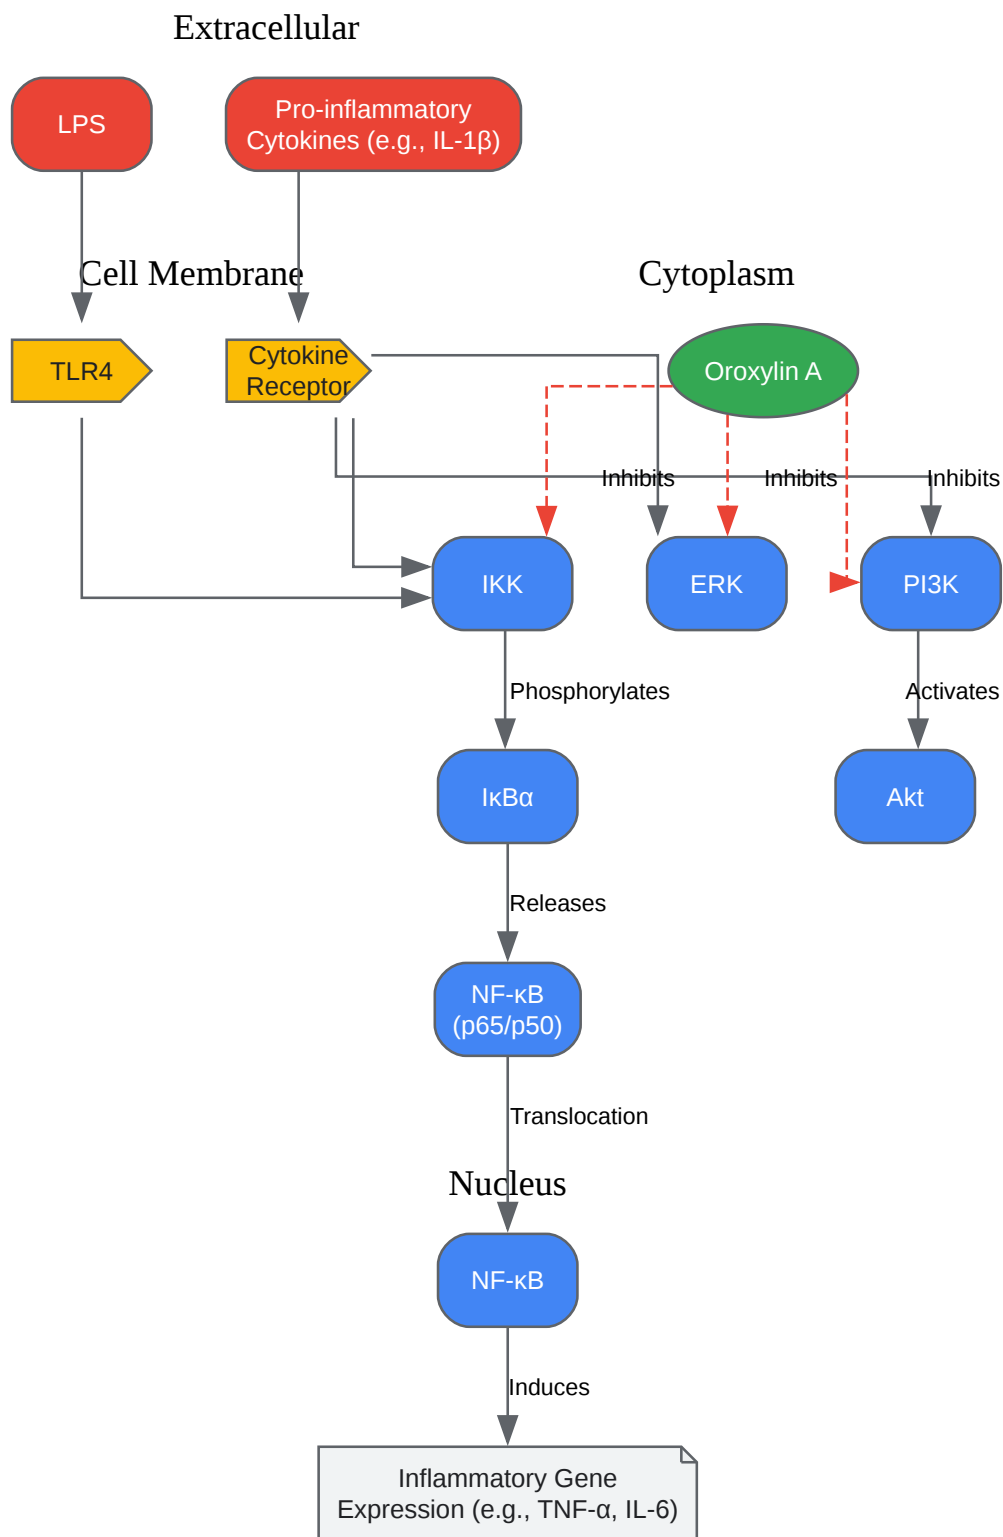 Extracellular
LPS
Pro-inflammatory
Cytokines (e.g., IL-1β)
Cell Membrane
Cytoplasm
TLR4
Cytokine
Receptor
Oroxylin A
Inhibits
Inhibits
Inhibits
IKK
ERK
PI3K
Phosphorylates
Activates
IκBα
Akt
Releases
NF-κB
(p65/p50)
Translocation
Nucleus
NF-κB
Induces
Inflammatory Gene
Expression (e.g., TNF-α, IL-6)